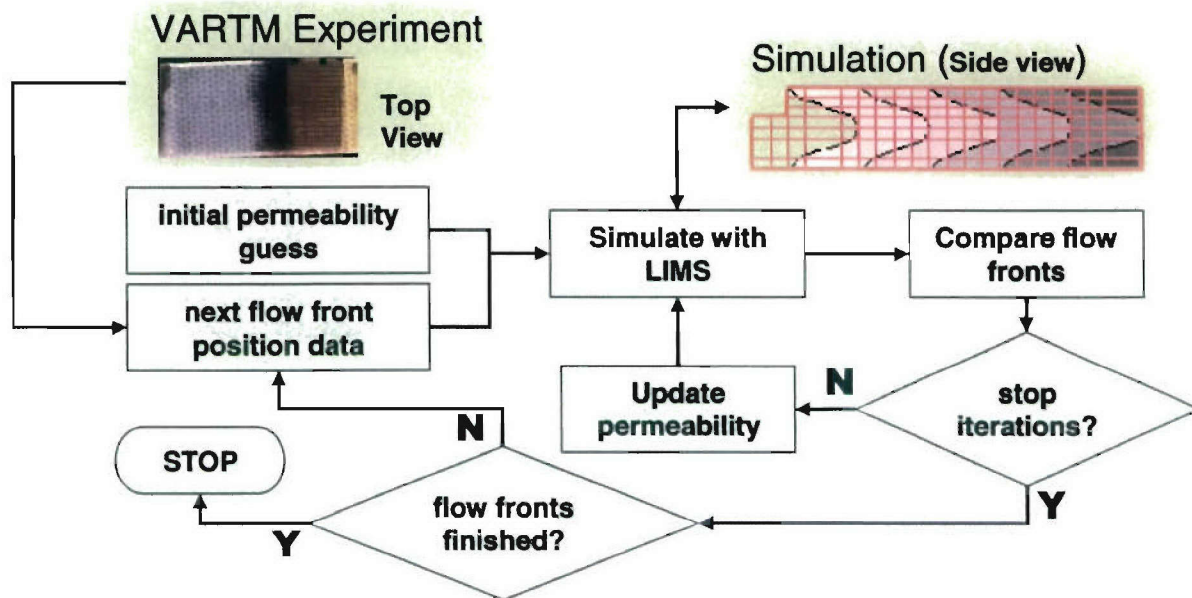 VARTM Experiment
Top
View
Simulation (Side view)
initial permeability
guess
Simulate with
LIMS
Compare flow
fronts
next flow front
position data
Update
permeability
N
stop
iterations?
N
STOP
Y
flow fronts
finished?
Y